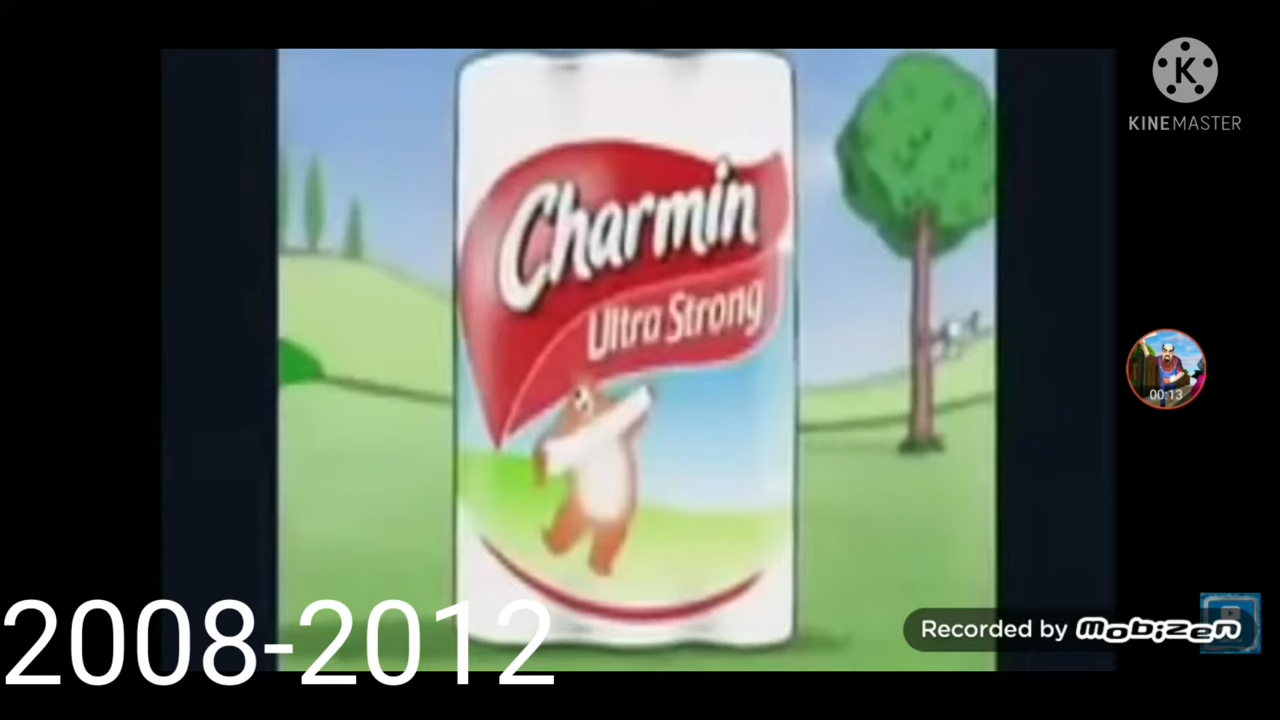 KINEMASTER
Charmin
Ultra Strong
00:13
2008-2012
Recorded by mobizen